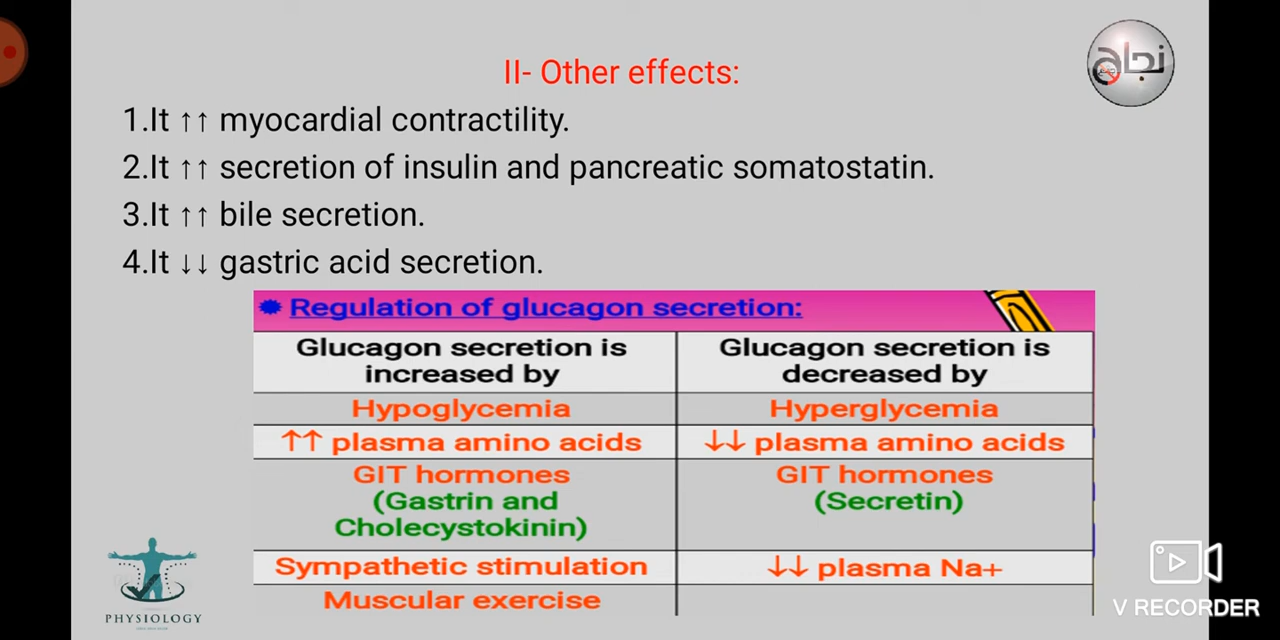 نجاح
II- Other effects:
1.It ↑↑ myocardial contractility.
2.It ↑↑ secretion of insulin and pancreatic somatostatin.
3.It ↑↑ bile secretion.
4.It ↓↓ gastric acid secretion.
Regulation of glucagon secretion:
Glucagon secretion is
increased by
Glucagon secretion is
decreased by
Hypoglycemia
Hyperglycemia
↑↑ plasma amino acids
↓↓ plasma amino acids
GIT hormones
(Gastrin and
Cholecystokinin)
GIT hormones
(Secretin)
Sympathetic stimulation
↓↓ plasma Na+
Muscular exercise
PHYSIOLOGY
V RECORDER